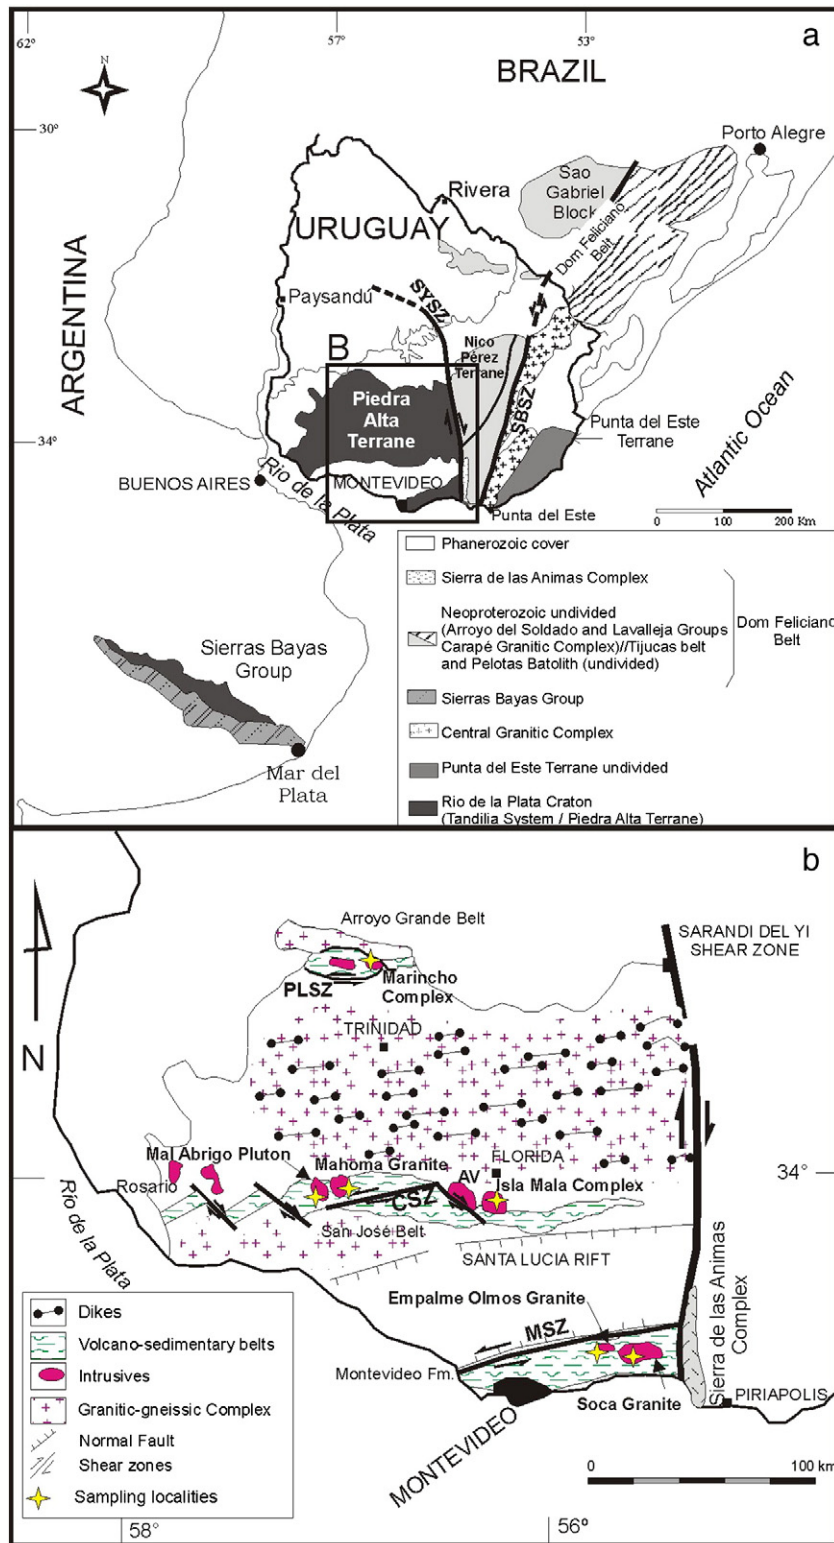 a
62
57
53
N
BRAZIL
30º
Porto Alegre
Sao
Gabriel
Block
Rivera
URUGUAY
Dom Feliciano
Belt
ARGENTINA
Paysandú
SYSZ
B
Nico
Pérez
Terrane
Piedra
Alta
Terrane
SBSZ
Punta del Este
Terrane
Atlantic Ocean
34º
BUENOS AIRES
Rio de la Plata
MONTEVIDEO
Punta del Este
0 100 200 Km
Phanerozoic cover
Sierra de las Animas Complex
Neoproterozoic undivided
(Arroyo del Soldado and Lavalleja Groups
Carapé Granitic Complex)//Tijucas belt
and Pelotas Batolith (undivided)
Dom Feliciano
Belt
Sierras Bayas Group
Central Granitic Complex
Punta del Este Terrane undivided
Rio de la Plata Craton
(Tandilia System / Piedra Alta Terrane)
Sierras Bayas
Group
Mar del
Plata
b
Arroyo Grande Belt
SARANDI DEL YI
SHEAR ZONE
PLSZ
Marincho
Complex
TRINIDAD
N
Mal Abrigo Pluton
Mahoma Granite
AV
FLORIDA
Isla Mala Complex
34º
Rosario
CSZ
San José Belt
Rio de la Plata
SANTA LUCIA RIFT
Empalme Olmos Granite
MSZ
Sierra de las Animas
Complex
Montevideo Fm.
Soca Granite
PIRIAPOLIS
MONTEVIDEO
Dikes
Volcano-sedimentary belts
Intrusives
Granitic-gneissic Complex
Normal Fault
Shear zones
Sampling localities
0 100 km
58°
56º